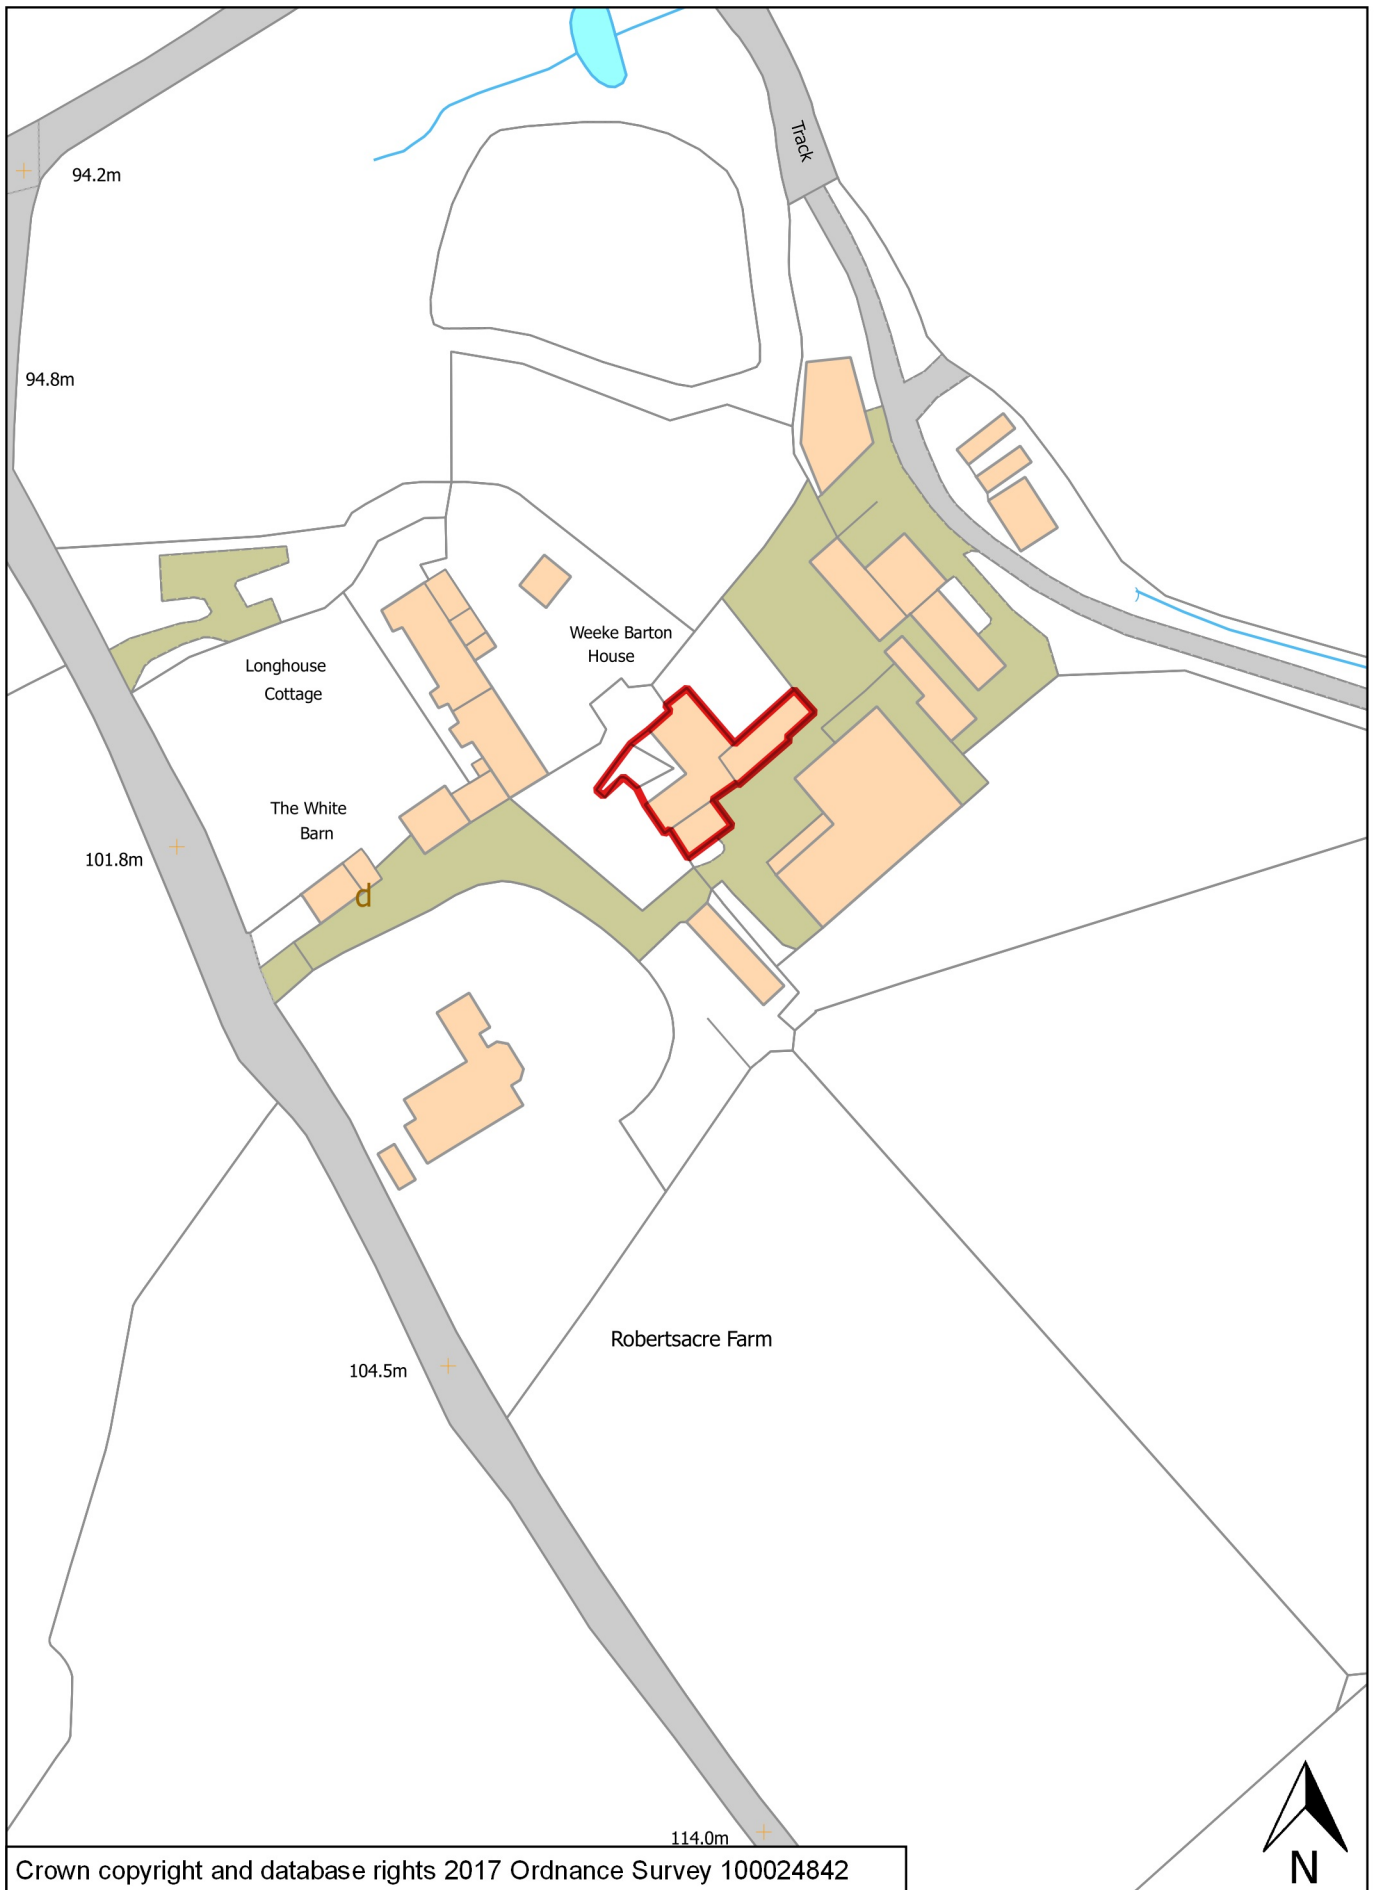 Track
94.2m
94.8m
Weeke Barton
House
Longhouse
Cottage
The White
Barn
101.8m
d
Robertsacre Farm
104.5m
114.0m
N
Crown copyright and database rights 2017 Ordnance Survey 100024842